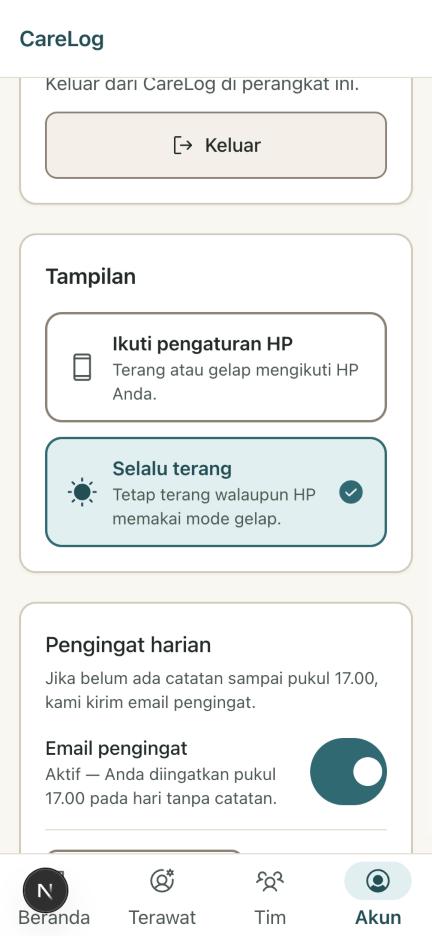 CareLog
Keluar dari CareLog di perangkat ini.
Keluar
Tampilan
Ikuti pengaturan HP
Terang atau gelap mengikuti HP
Anda.
Selalu terang
Tetap terang walaupun HP
memakai mode gelap.
Pengingat harian
Jika belum ada catatan sampai pukul 17.00,
kami kirim email pengingat.
Email pengingat
Aktif — Anda diingatkan pukul
17.00 pada hari tanpa catatan.
N
Beranda
Terawat
Tim
Akun